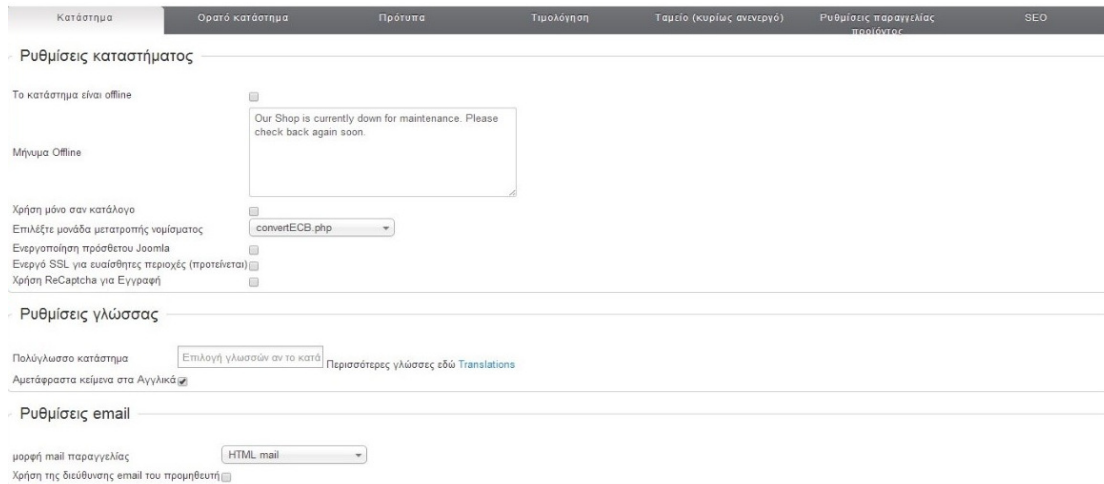 Κατάστημα
Ορατό κατάστημα
Πρότυπα
Τιμολόγηση
Ταμείο (κυρίως ανενεργό)
Ρυθμίσεις παραγγελίας
προϊόντος
SEO
Ρυθμίσεις καταστήματος
Το κατάστημα είναι offline
Our Shop is currently down for maintenance. Please
check back again soon.
Μήνυμα Offline
Χρήση μόνο σαν κατάλογο
Επιλέξτε μονάδα μετατροπής νομίσματος
convertECB.php
Ενεργοποίηση πρόσθετου Joomla
Ενεργό SSL για ευαίσθητες περιοχές (προτείνεται)
Χρήση ReCaptcha για Εγγραφή
Ρυθμίσεις γλώσσας
Πολύγλωσσο κατάστημα
Επιλογή γλωσσών αν το κατά
Περισσότερες γλώσσες εδώ Translations
Αμετάφραστα κείμενα στα Αγγλικά
Ρυθμίσεις email
μορφή mail παραγγελίας
HTML mail
Χρήση της διεύθυνσης email του προμηθευτή